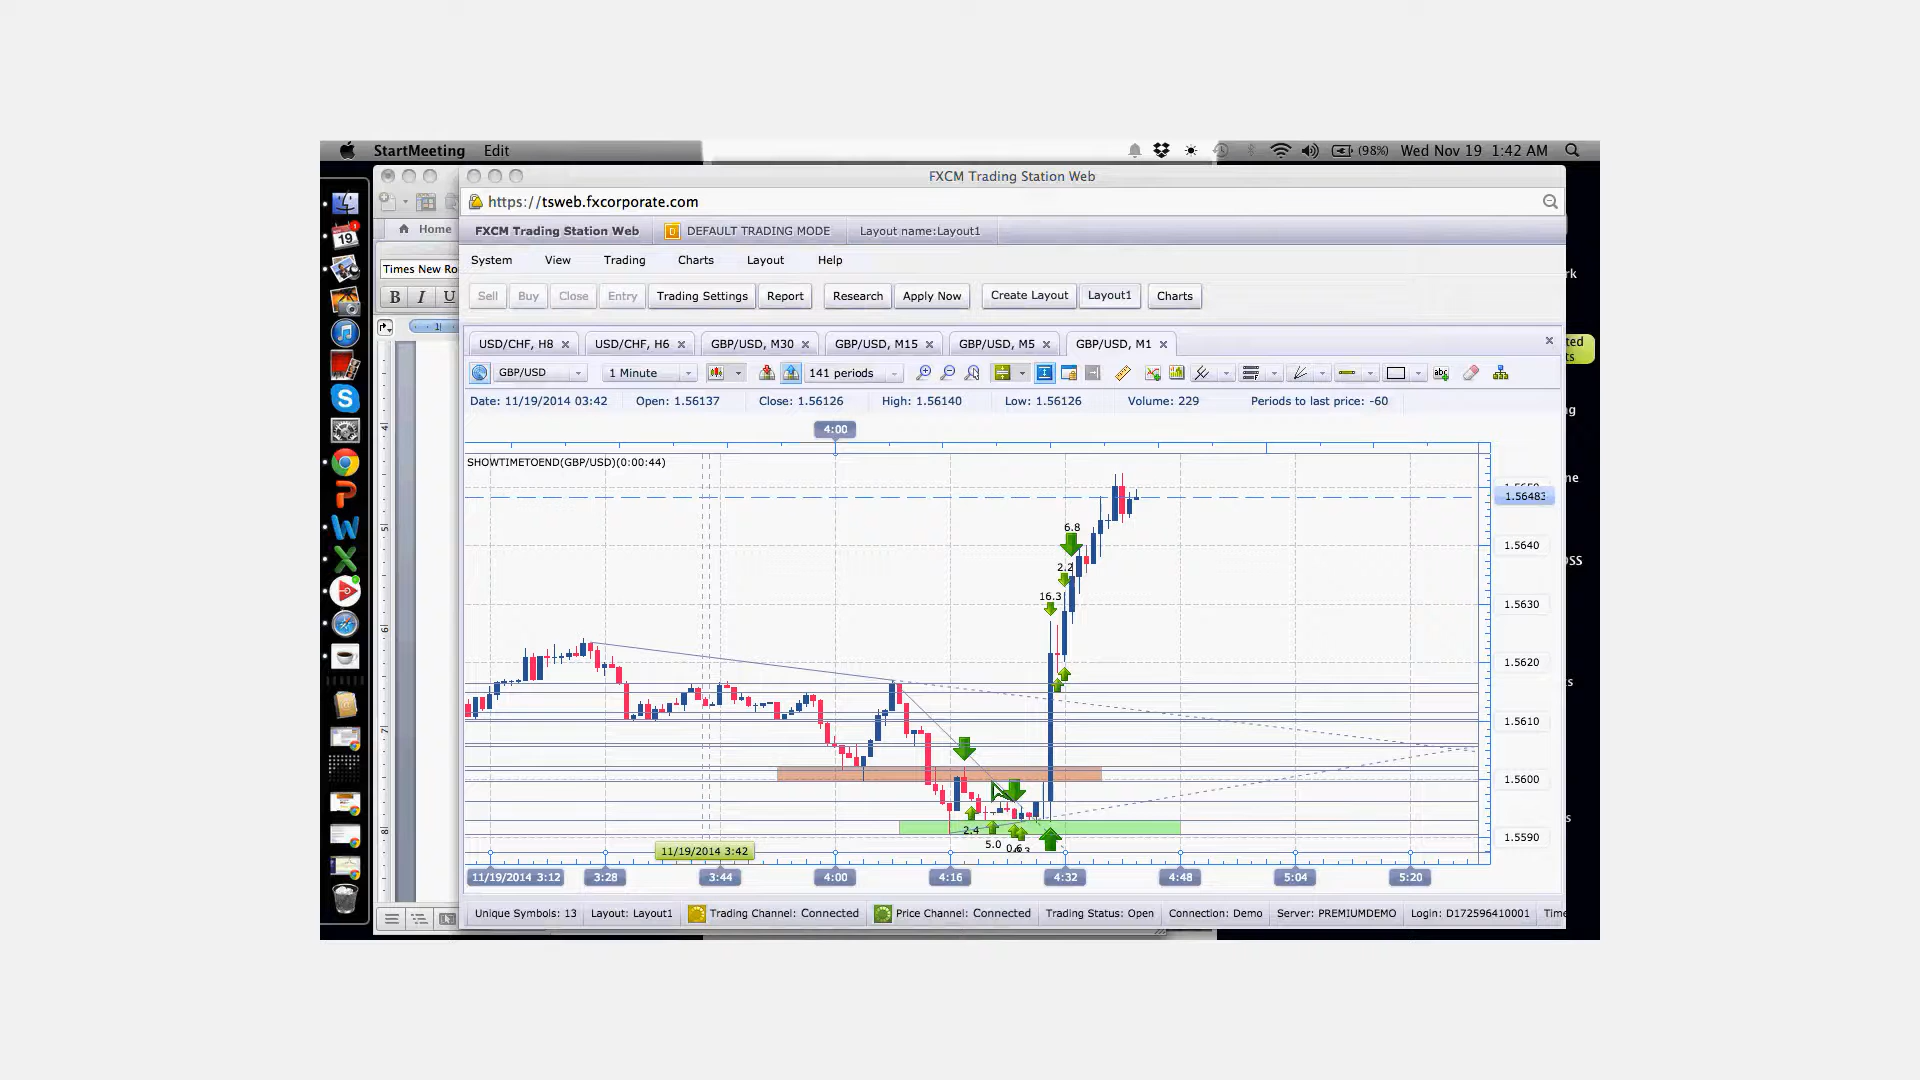 StartMeeting Edit (98%) Wed Nov 19 1:42 AM
FXCM Trading Station Web
https://tsweb.fxcorporate.com
Home
FXCM Trading Station Web DEFAULT TRADING MODE Layout name:Layout1
System View Trading Charts Layout Help
Times New Ro
B I U Sell Buy Close Entry Trading Settings Report Research Apply Now Create Layout Layout1 Charts
USD/CHF, H8 USD/CHF, H6 GBP/USD, M30 GBP/USD, M15 GBP/USD, M5 GBP/USD, M1
GBP/USD 1 Minute 141 periods abc
Date: 11/19/2014 03:42 Open: 1.56137 Close: 1.56126 High: 1.56140 Low: 1.56126 Volume: 229 Periods to last price: -60
4:00
SHOWTIMETOEND(GBP/USD)(0:00:44)
1.56483
6.8
1.5640
2.2
16.3
1.5630
1.5620
1.5610
1.5600
2.4
1.5590
5.0
11/19/2014 3:42
11/19/2014 3:12 3:28 3:44 4:00 4:16 4:32 4:48 5:04 5:20
Unique Symbols: 13 Layout: Layout1 Trading Channel: Connected Price Channel: Connected Trading Status: Open Connection: Demo Server: PREMIUMDEMO Login: D172596410001 Time